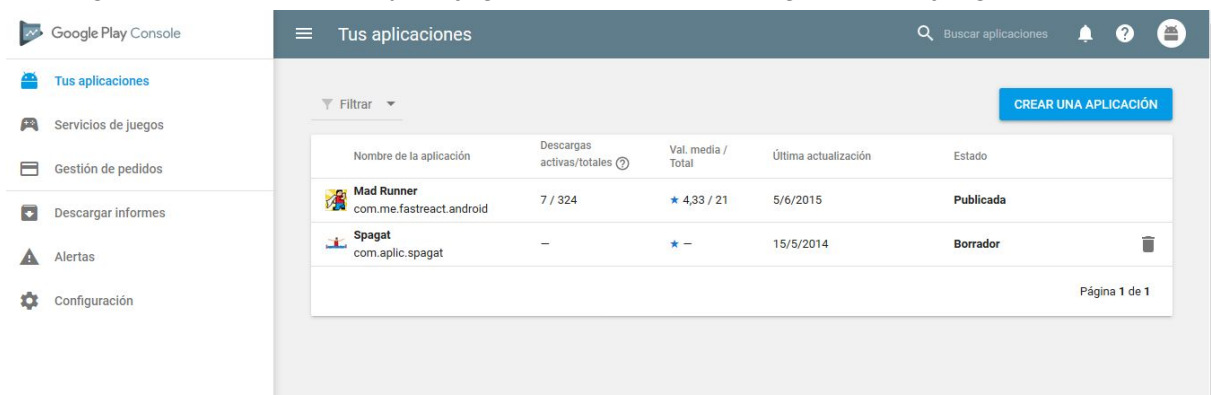 Google Play Console
Tus aplicaciones
Buscar aplicaciones
Tus aplicaciones
Servicios de juegos
Gestión de pedidos
Descargar informes
Alertas
Configuración
Filtrar
CREAR UNA APLICACIÓN
Nombre de la aplicación
Descargas
activas/totales
Val. media /
Total
Última actualización
Estado
Mad Runner
com.me.fastreact.android
7 / 324
4,33 / 21
5/6/2015
Publicada
Spagat
com.aplic.spagat
–
–
15/5/2014
Borrador
Página 1 de 1